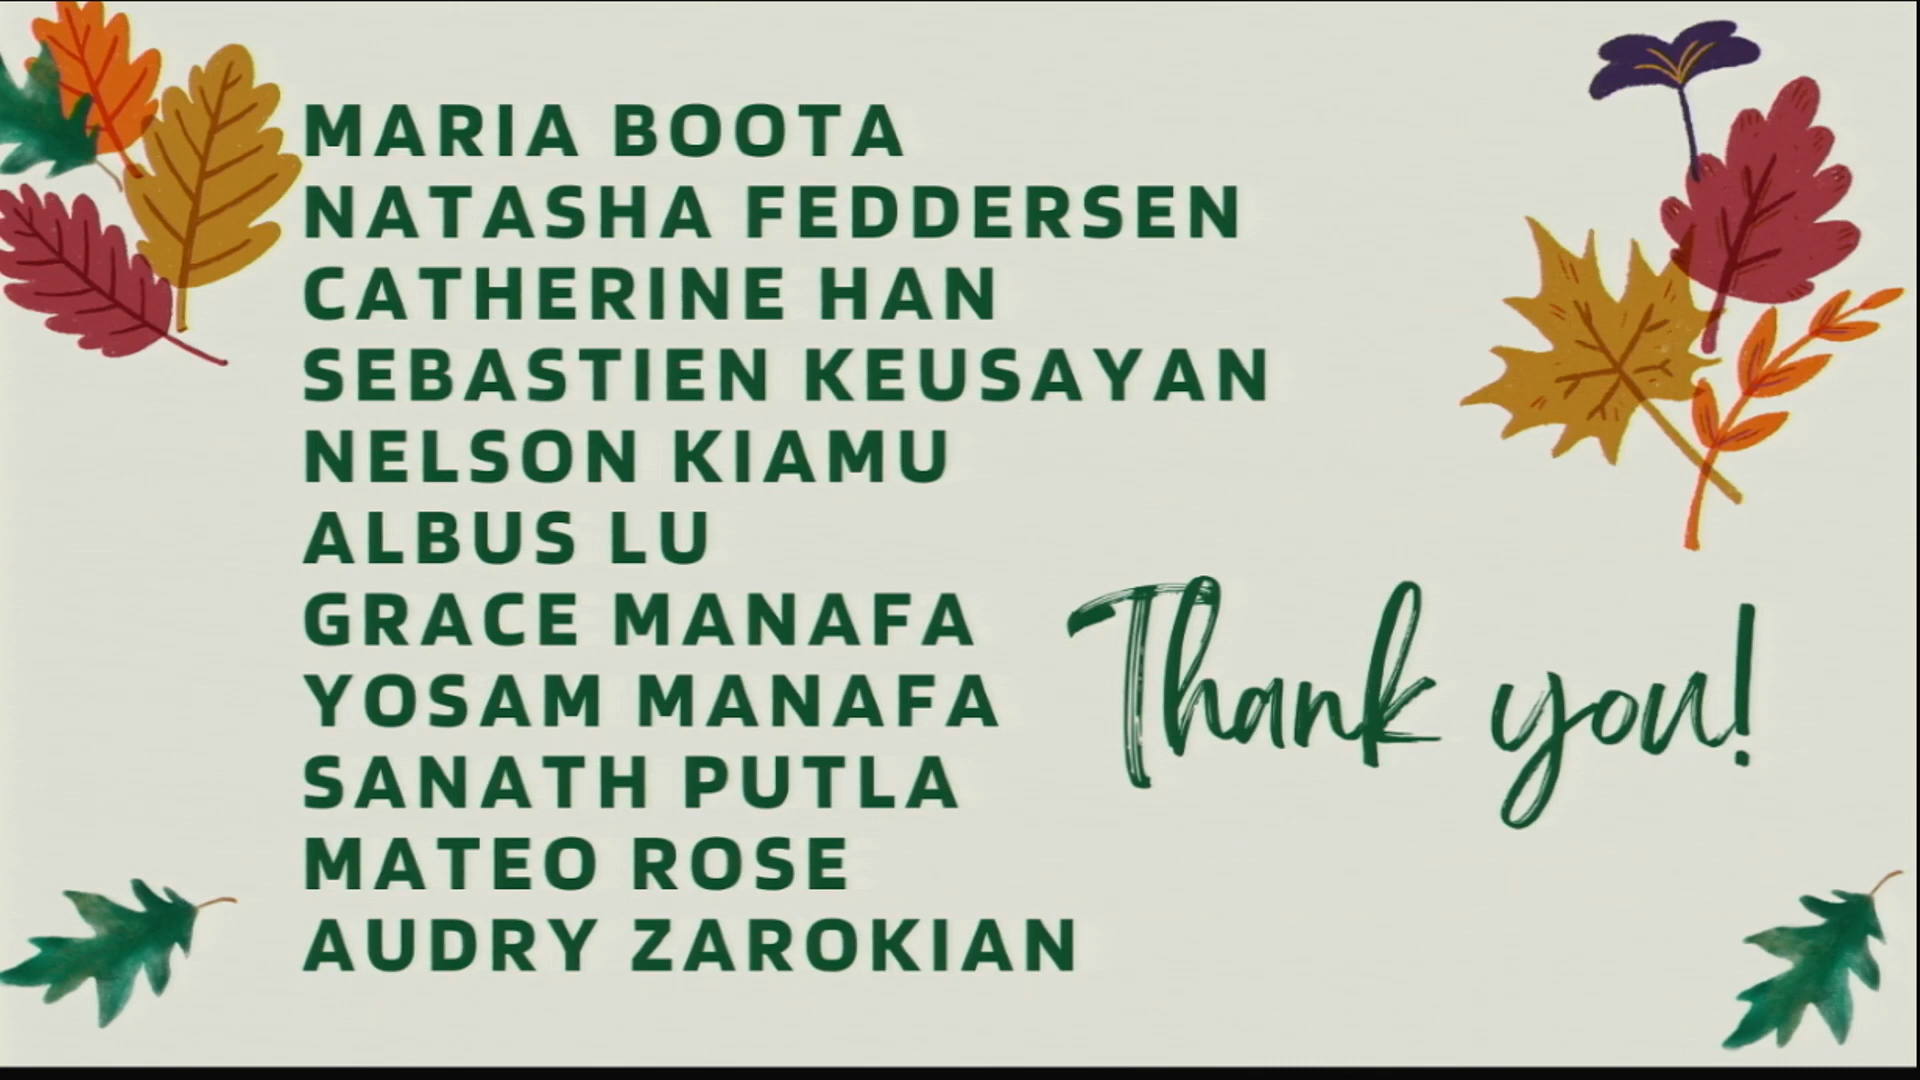 MARIA BOOTA
NATASHA FEDDERSEN
CATHERINE HAN
SEBASTIEN KEUSAYAN
NELSON KIAMU
ALBUS LU
GRACE MANAFA
YOSAM MANAFA
SANATH PUTLA
MATEO ROSE
AUDRY ZAROKIAN
Thank you!